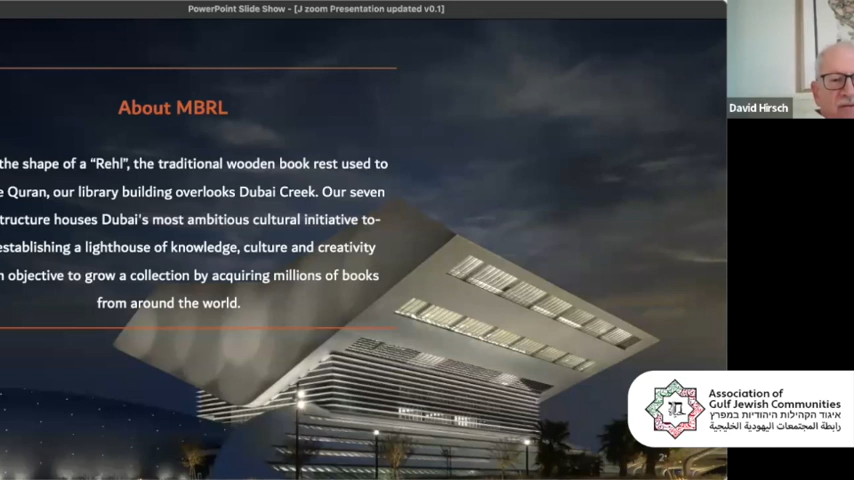 PowerPoint Slide Show - [J zoom Presentation updated v0.1]
About MBRL
the shape of a “Rehl”, the traditional wooden book rest used to
e Quran, our library building overlooks Dubai Creek. Our seven
tructure houses Dubai's most ambitious cultural initiative to-
establishing a lighthouse of knowledge, culture and creativity
objective to grow a collection by acquiring millions of books
from around the world.
David Hirsch
Association of
Gulf Jewish Communities
איגוד הקהילות היהודיות במפרץ
رابطة المجتمعات اليهودية الخليجية